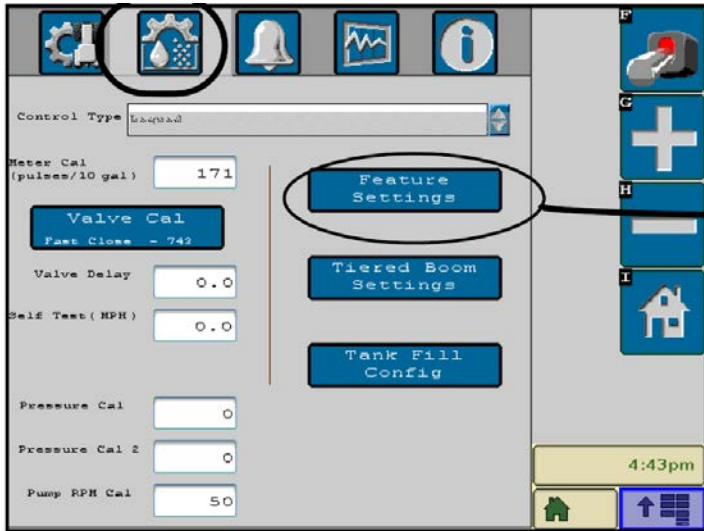 F
G
Control Type Liquid
Meter Cal
(pulses/10 gal) 171
Feature
Settings
H
Valve Cal
Fast Close - 743
Valve Delay 0.0
Tiered Boom
Settings
I
Self Test(MPH) 0.0
Tank Fill
Config
Pressure Cal 0
Pressure Cal 2 0
4:43pm
Pump RPM Cal 50